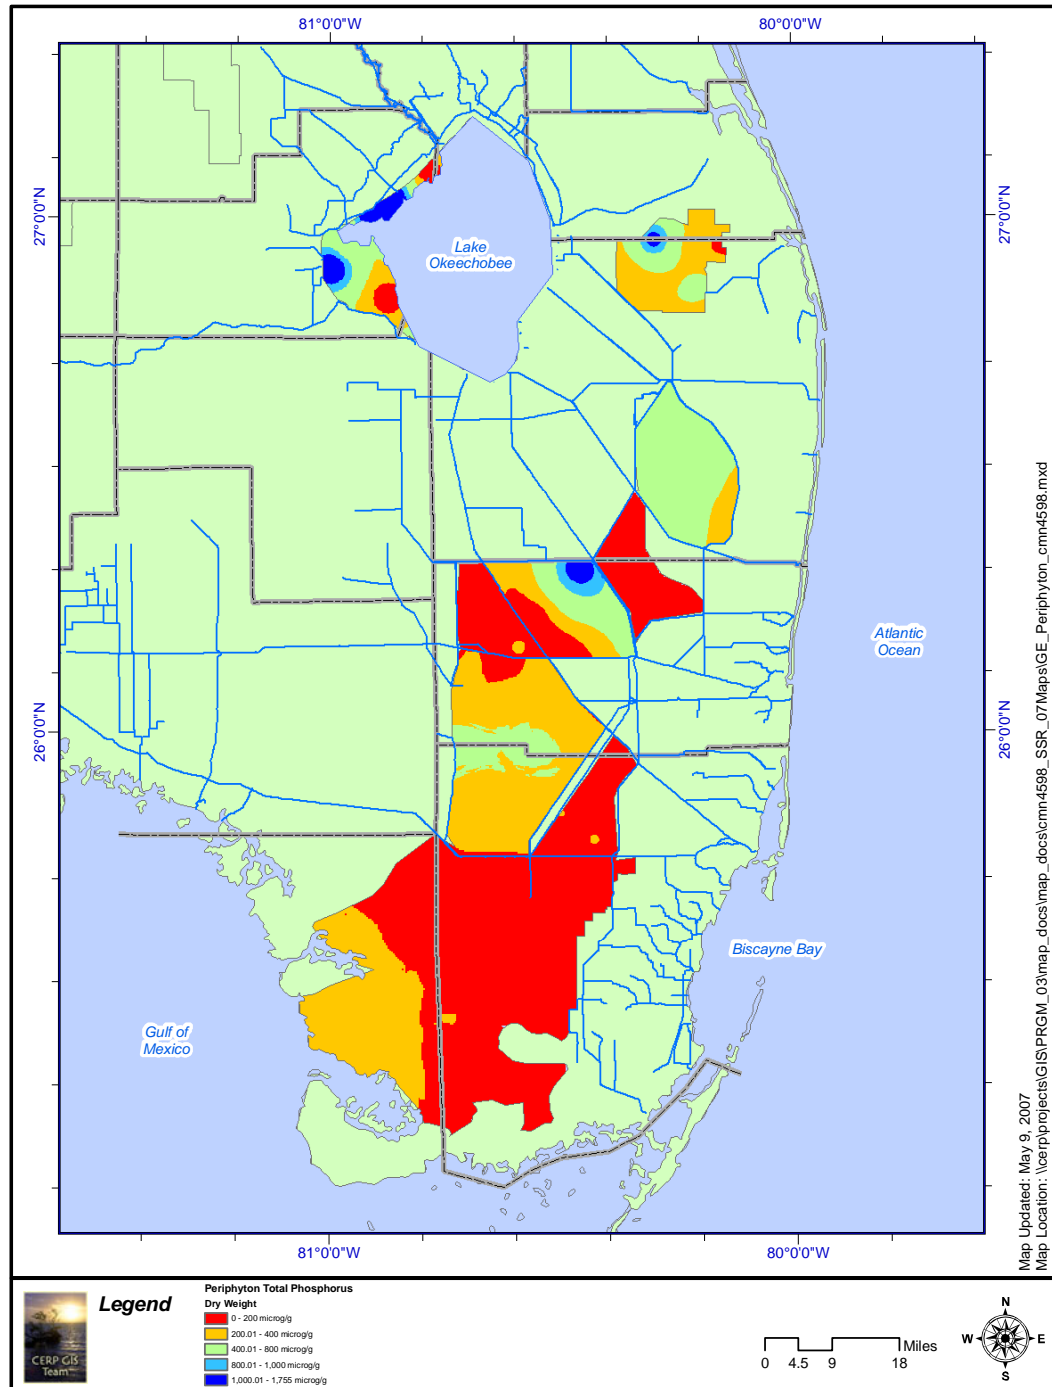 81°0'0"W
80°0'0"W
27°0'0"N
27°0'0"N
Lake
Okeechobee
Atlantic
Ocean
26°0'0"N
26°0'0"N
Biscayne Bay
Gulf of
Mexico
81°0'0"W
80°0'0"W
Map Updated: May 9, 2007
Map Location: \\cerp\projects\GIS\PRGM_03\map_docs\map_docs\cmn4598_SSR_07Maps\GE_Periphyton_cmn4598.mxd
CERP GIS
Team
Legend
Periphyton Total Phosphorus
Dry Weight
0 - 200 microg/g
200.01 - 400 microg/g
400.01 - 800 microg/g
800.01 - 1,000 microg/g
1,000.01 - 1,755 microg/g
Miles
0 4.5 9 18
N
W E
S